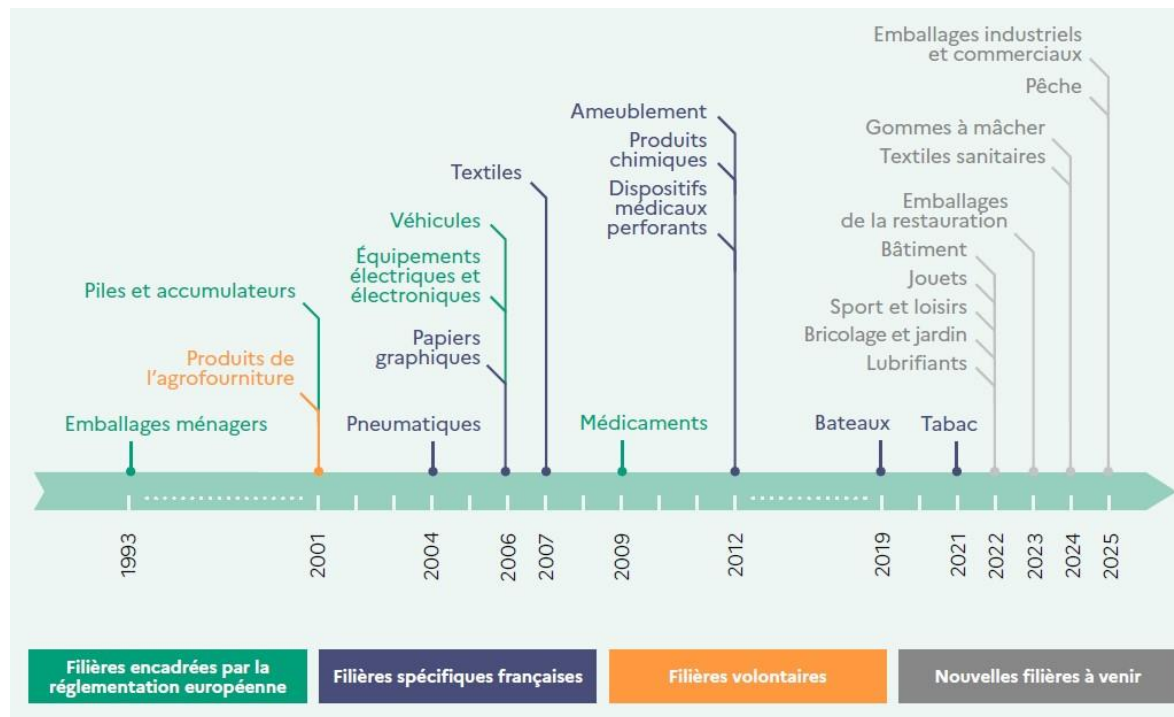 Emballages industriels
et commerciaux
Pêche
Ameublement
Gommes à mâcher
Produits
chimiques
Textiles sanitaires
Textiles
Dispositifs
médicaux
perforants
Emballages
de la restauration
Véhicules
Bâtiment
Équipements
électriques et
électroniques
Jouets
Piles et accumulateurs
Sport et loisirs
Papiers
graphiques
Bricolage et jardin
Produits de
l'agrofourniture
Lubrifiants
Emballages ménagers
Pneumatiques
Médicaments
Bateaux
Tabac
1993
2001
2004
2006
2007
2009
2012
2019
2021
2022
2023
2024
2025
Filières encadrées par la
réglementation européenne
Filières spécifiques françaises
Filières volontaires
Nouvelles filières à venir